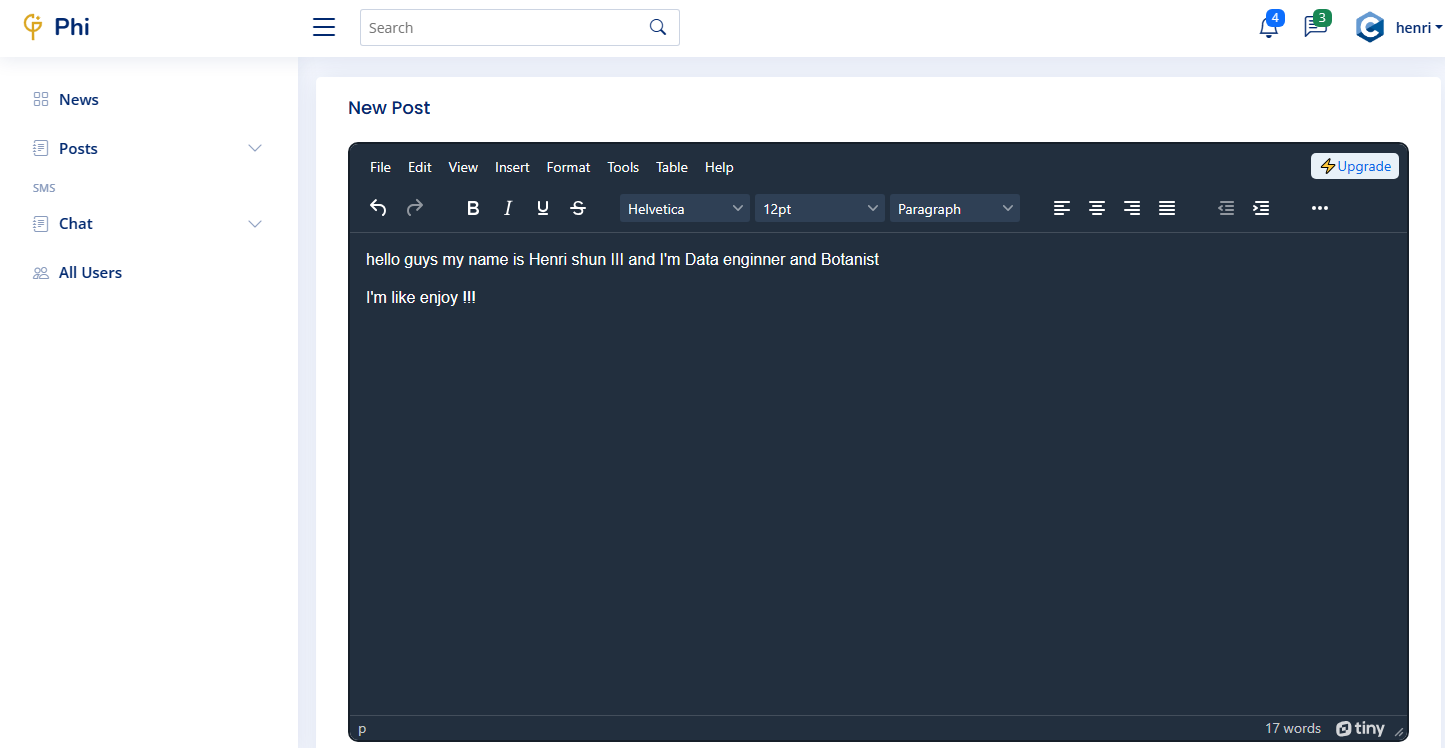 Phi
Search
4
3
henri
News
Posts
SMS
Chat
All Users
New Post
File Edit View Insert Format Tools Table Help
Upgrade
B I U S Helvetica 12pt Paragraph
hello guys my name is Henri shun III and I'm Data enginner and Botanist
I'm like enjoy !!!
p
17 words
tiny